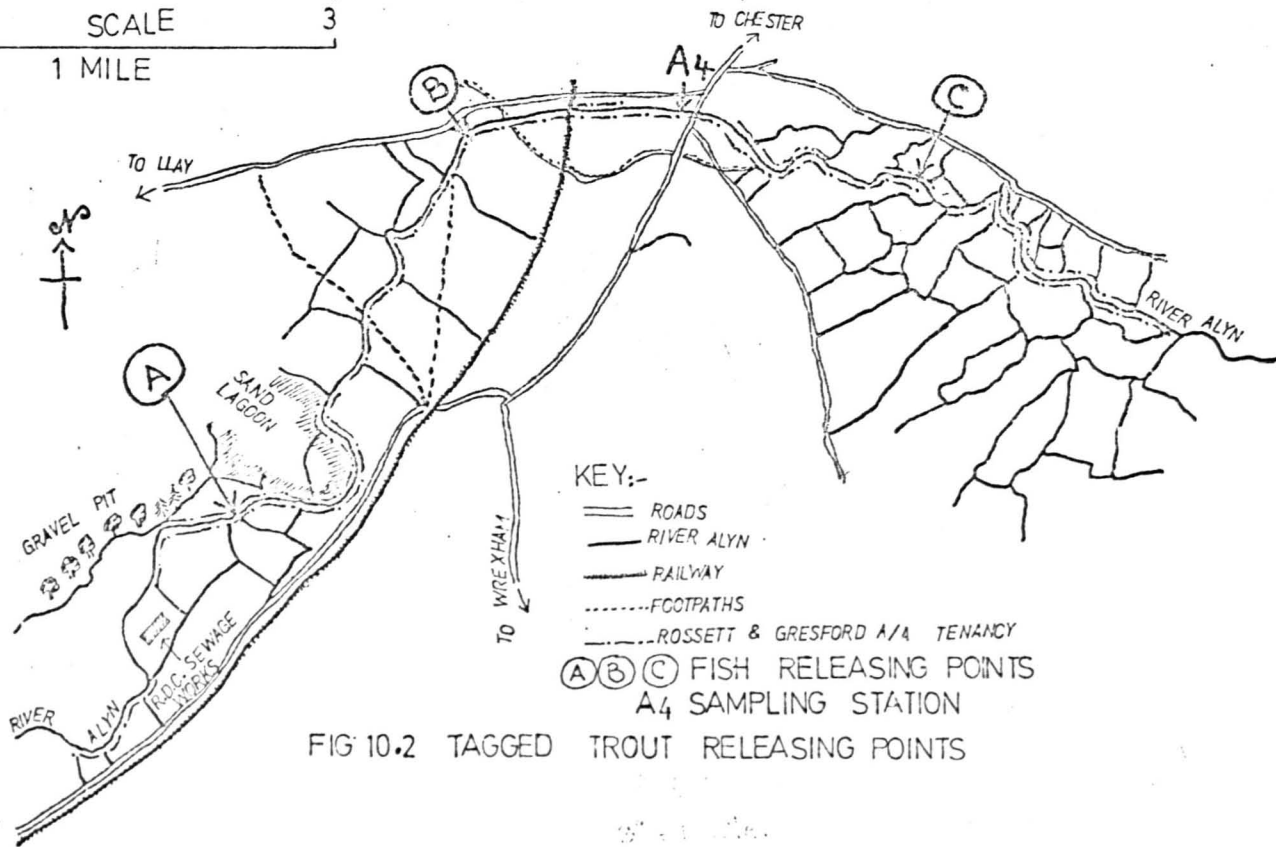 SCALE 3
1 MILE
TO CHESTER
A4
B
C
TO LLAY
N
RIVER ALYN
A
SAND
LAGOON
GRAVEL PIT
KEY:-
ROADS
RIVER ALYN
RAILWAY
FOOTPATHS
ROSSETT & GRESFORD A/A TENANCY
A B C FISH RELEASING POINTS
A4 SAMPLING STATION
TO WREXHAM
R.D.C. SEWAGE
WORKS
RIVER ALYN
FIG 10.2 TAGGED TROUT RELEASING POINTS